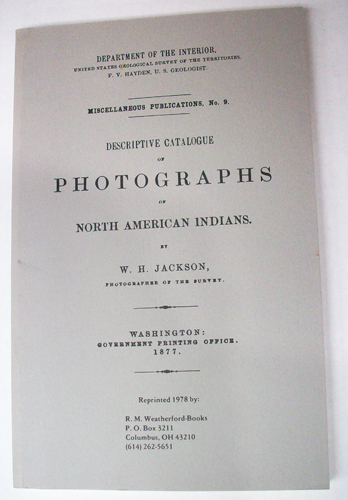 DEPARTMENT OF THE INTERIOR.
UNITED STATES GEOLOGICAL SURVEY OF THE TERRITORIES.
F. V. HAYDEN, U. S. GEOLOGIST.
MISCELLANEOUS PUBLICATIONS, No. 9.
DESCRIPTIVE CATALOGUE
OF
PHOTOGRAPHS
OF
NORTH AMERICAN INDIANS.
BY
W. H. JACKSON,
PHOTOGRAPHER OF THE SURVEY.
WASHINGTON:
GOVERNMENT PRINTING OFFICE.
1877.
Reprinted 1978 by:
R. M. Weatherford-Books
P. O. Box 3211
Columbus, OH 43210
(614) 262-5651